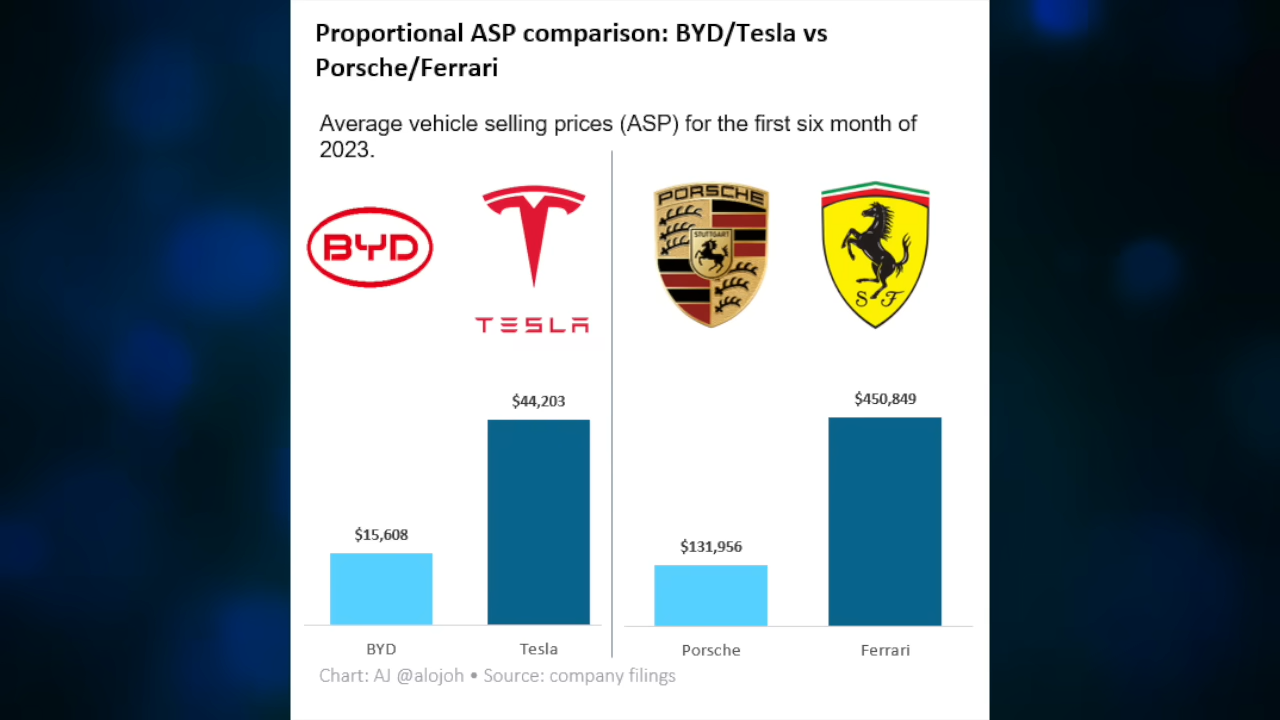 Proportional ASP comparison: BYD/Tesla vs
Porsche/Ferrari
Average vehicle selling prices (ASP) for the first six month of
2023.
BYD
TESLA
PORSCHE
STUTTGART
S F
$44,203
$450,849
$15,608
$131,956
BYD
Tesla
Porsche
Ferrari
Chart: AJ @alojoh • Source: company filings